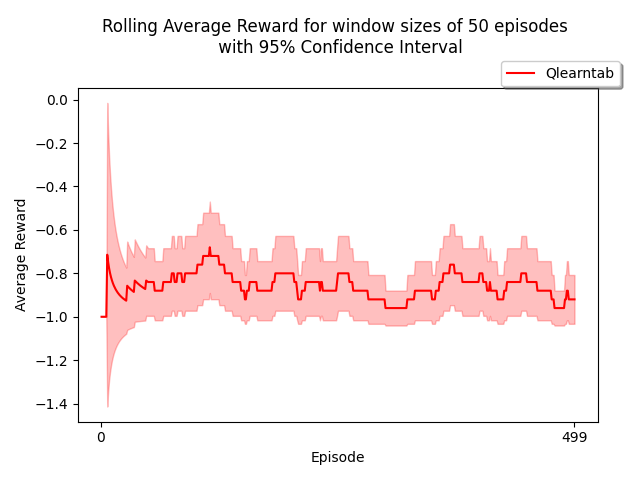 Rolling Average Reward for window sizes of 50 episodes
with 95% Confidence Interval
Qlearntab
0.0
−0.2
−0.4
−0.6
−0.8
−1.0
−1.2
−1.4
Average Reward
0
499
Episode